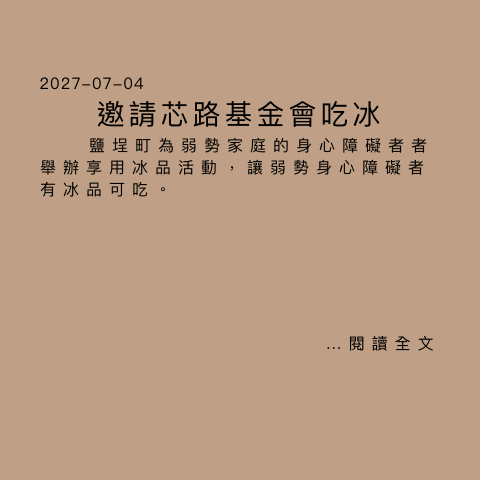 2027-07-04
邀請芯路基金會吃冰
鹽埕町為弱勢家庭的身心障礙者者
舉辦享用冰品活動，讓弱勢身心障礙者
有冰品可吃。
...閱讀全文